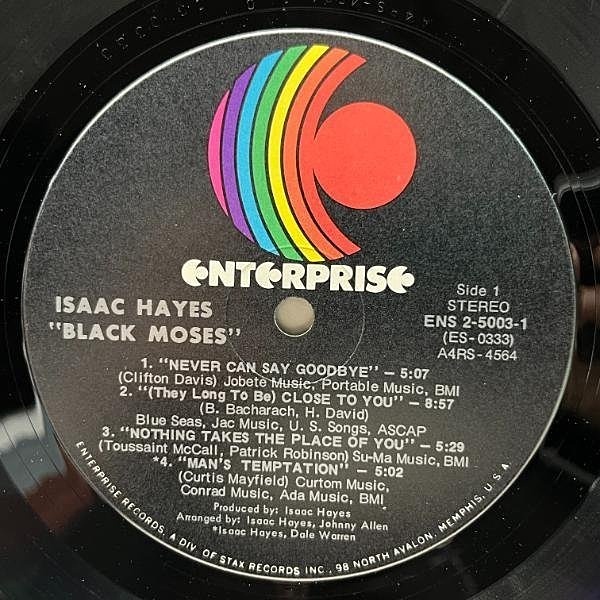 ENTERPRISE
ISAAC HAYES
"BLACK MOSES"
Side 1
STEREO
ENS 2-5003-1
(ES-0333)
A4RS-4564
1. "NEVER CAN SAY GOODBYE" — 5:07
(Clifton Davis) Jobete Music, Portable Music, BMI
2. "(They Long To Be) CLOSE TO YOU" — 8:57
(B. Bacharach, H. David)
Blue Seas, Jac Music, U. S. Songs, ASCAP
3. "NOTHING TAKES THE PLACE OF YOU" — 5:29
(Toussaint McCall, Patrick Robinson) Su-Ma Music, BMI
*4. "MAN'S TEMPTATION" — 5:02
(Curtis Mayfield) Curtom Music,
Conrad Music, Ada Music, BMI
Produced by: Isaac Hayes
Arranged by: Isaac Hayes, Johnny Allen
*Isaac Hayes, Dale Warren
ENTERPRISE RECORDS, A DIV. OF STAX RECORDS INC., 98 NORTH AVALON, MEMPHIS, U.S.A.